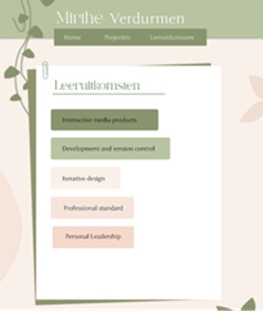 Mirthe Verdurmen
Home Projecten Leeruitkomsten
Leeruitkomsten
Interactive media products
Development and version control
Iterative design
Professional standard
Personal Leadership